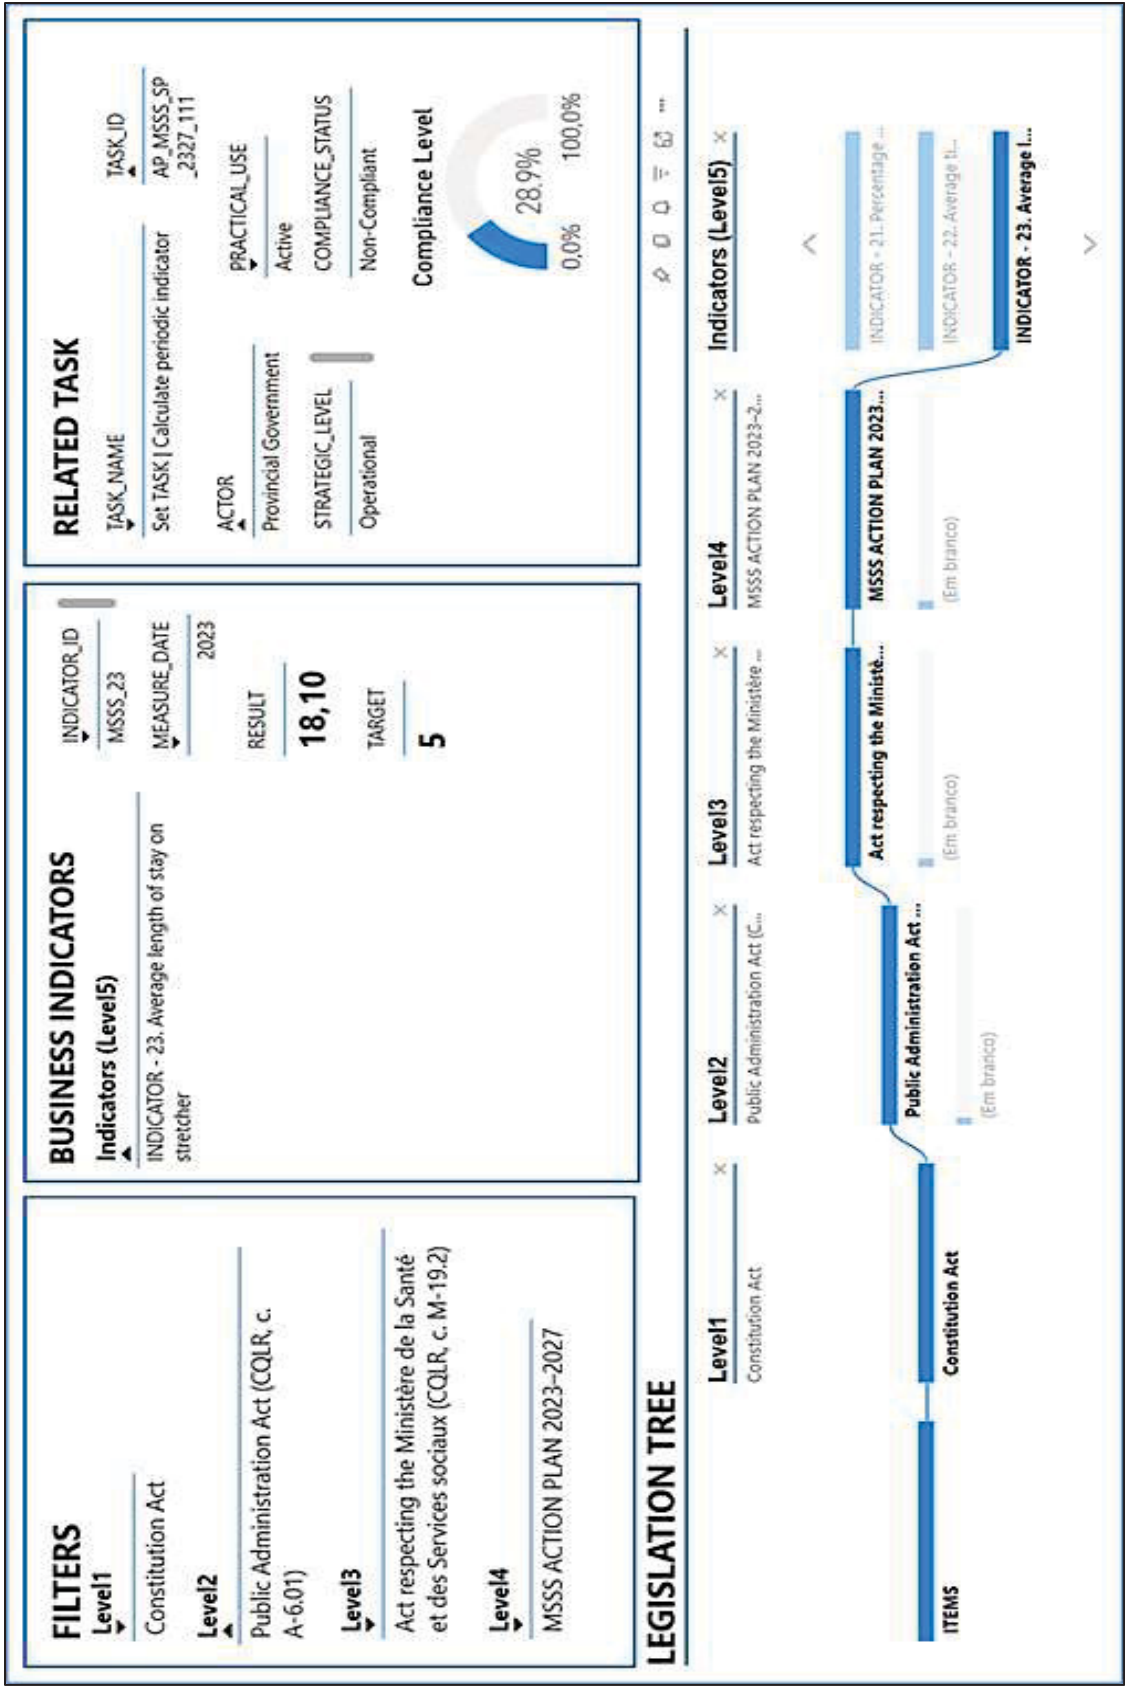 FILTERS
Level1
Constitution Act
Level2
Public Administration Act (CQLR, c.
A-6.01)
Level3
Act respecting the Ministère de la Santé
et des Services sociaux (CQLR, c. M-19.2)
Level4
MSSS ACTION PLAN 2023–2027
BUSINESS INDICATORS
Indicators (Level5)
INDICATOR - 23. Average length of stay on
stretcher
INDICATOR_ID
MSSS_23
MEASURE_DATE
2023
RESULT
18,10
TARGET
5
RELATED TASK
TASK_NAME
Set TASK | Calculate periodic indicator
TASK_ID
AP_MSSS_SP
_2327_111
ACTOR
Provincial Government
PRACTICAL_USE
Active
STRATEGIC_LEVEL
Operational
COMPLIANCE_STATUS
Non-Compliant
Compliance Level
28.9%
0,0%
100,0%
LEGISLATION TREE
Level1
Constitution Act
Level2
Public Administration Act (C...
Level3
Act respecting the Ministère ...
Level4
MSSS ACTION PLAN 2023–2...
Indicators (Level5)
ITEMS
Constitution Act
Public Administration Act ...
(Em branco)
Act respecting the Ministè...
(Em branco)
MSSS ACTION PLAN 2023...
(Em branco)
INDICATOR - 21. Percentage ...
INDICATOR - 22. Average ti...
INDICATOR - 23. Average l...